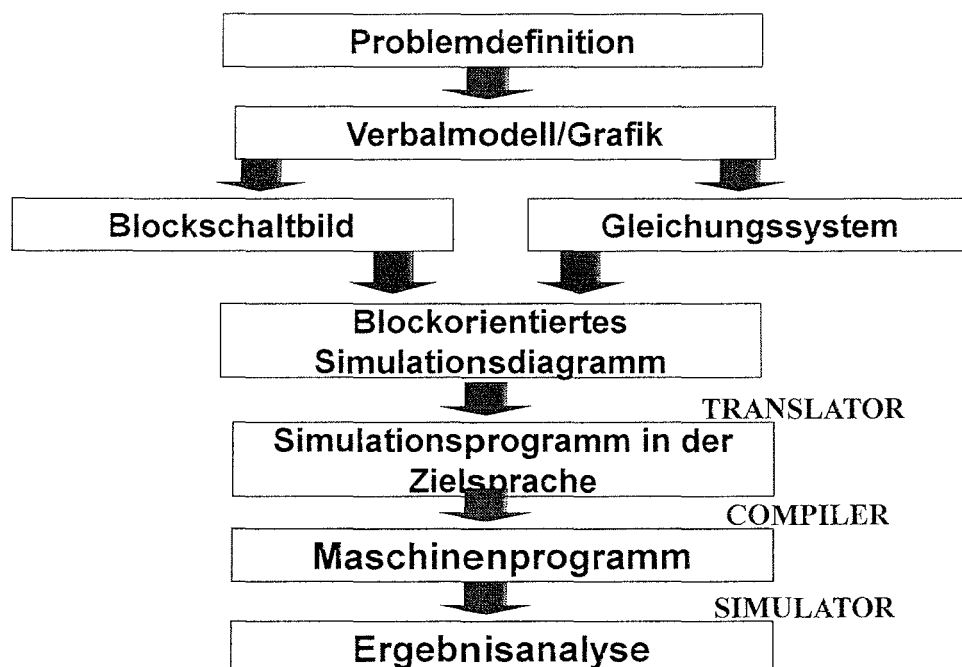 Problemdefinition
Verbalmodell/Grafik
Blockschaltbild
Gleichungssystem
Blockorientiertes
Simulationsdiagramm
TRANSLATOR
Simulationsprogramm in der
Zielsprache
COMPILER
Maschinenprogramm
SIMULATOR
Ergebnisanalyse